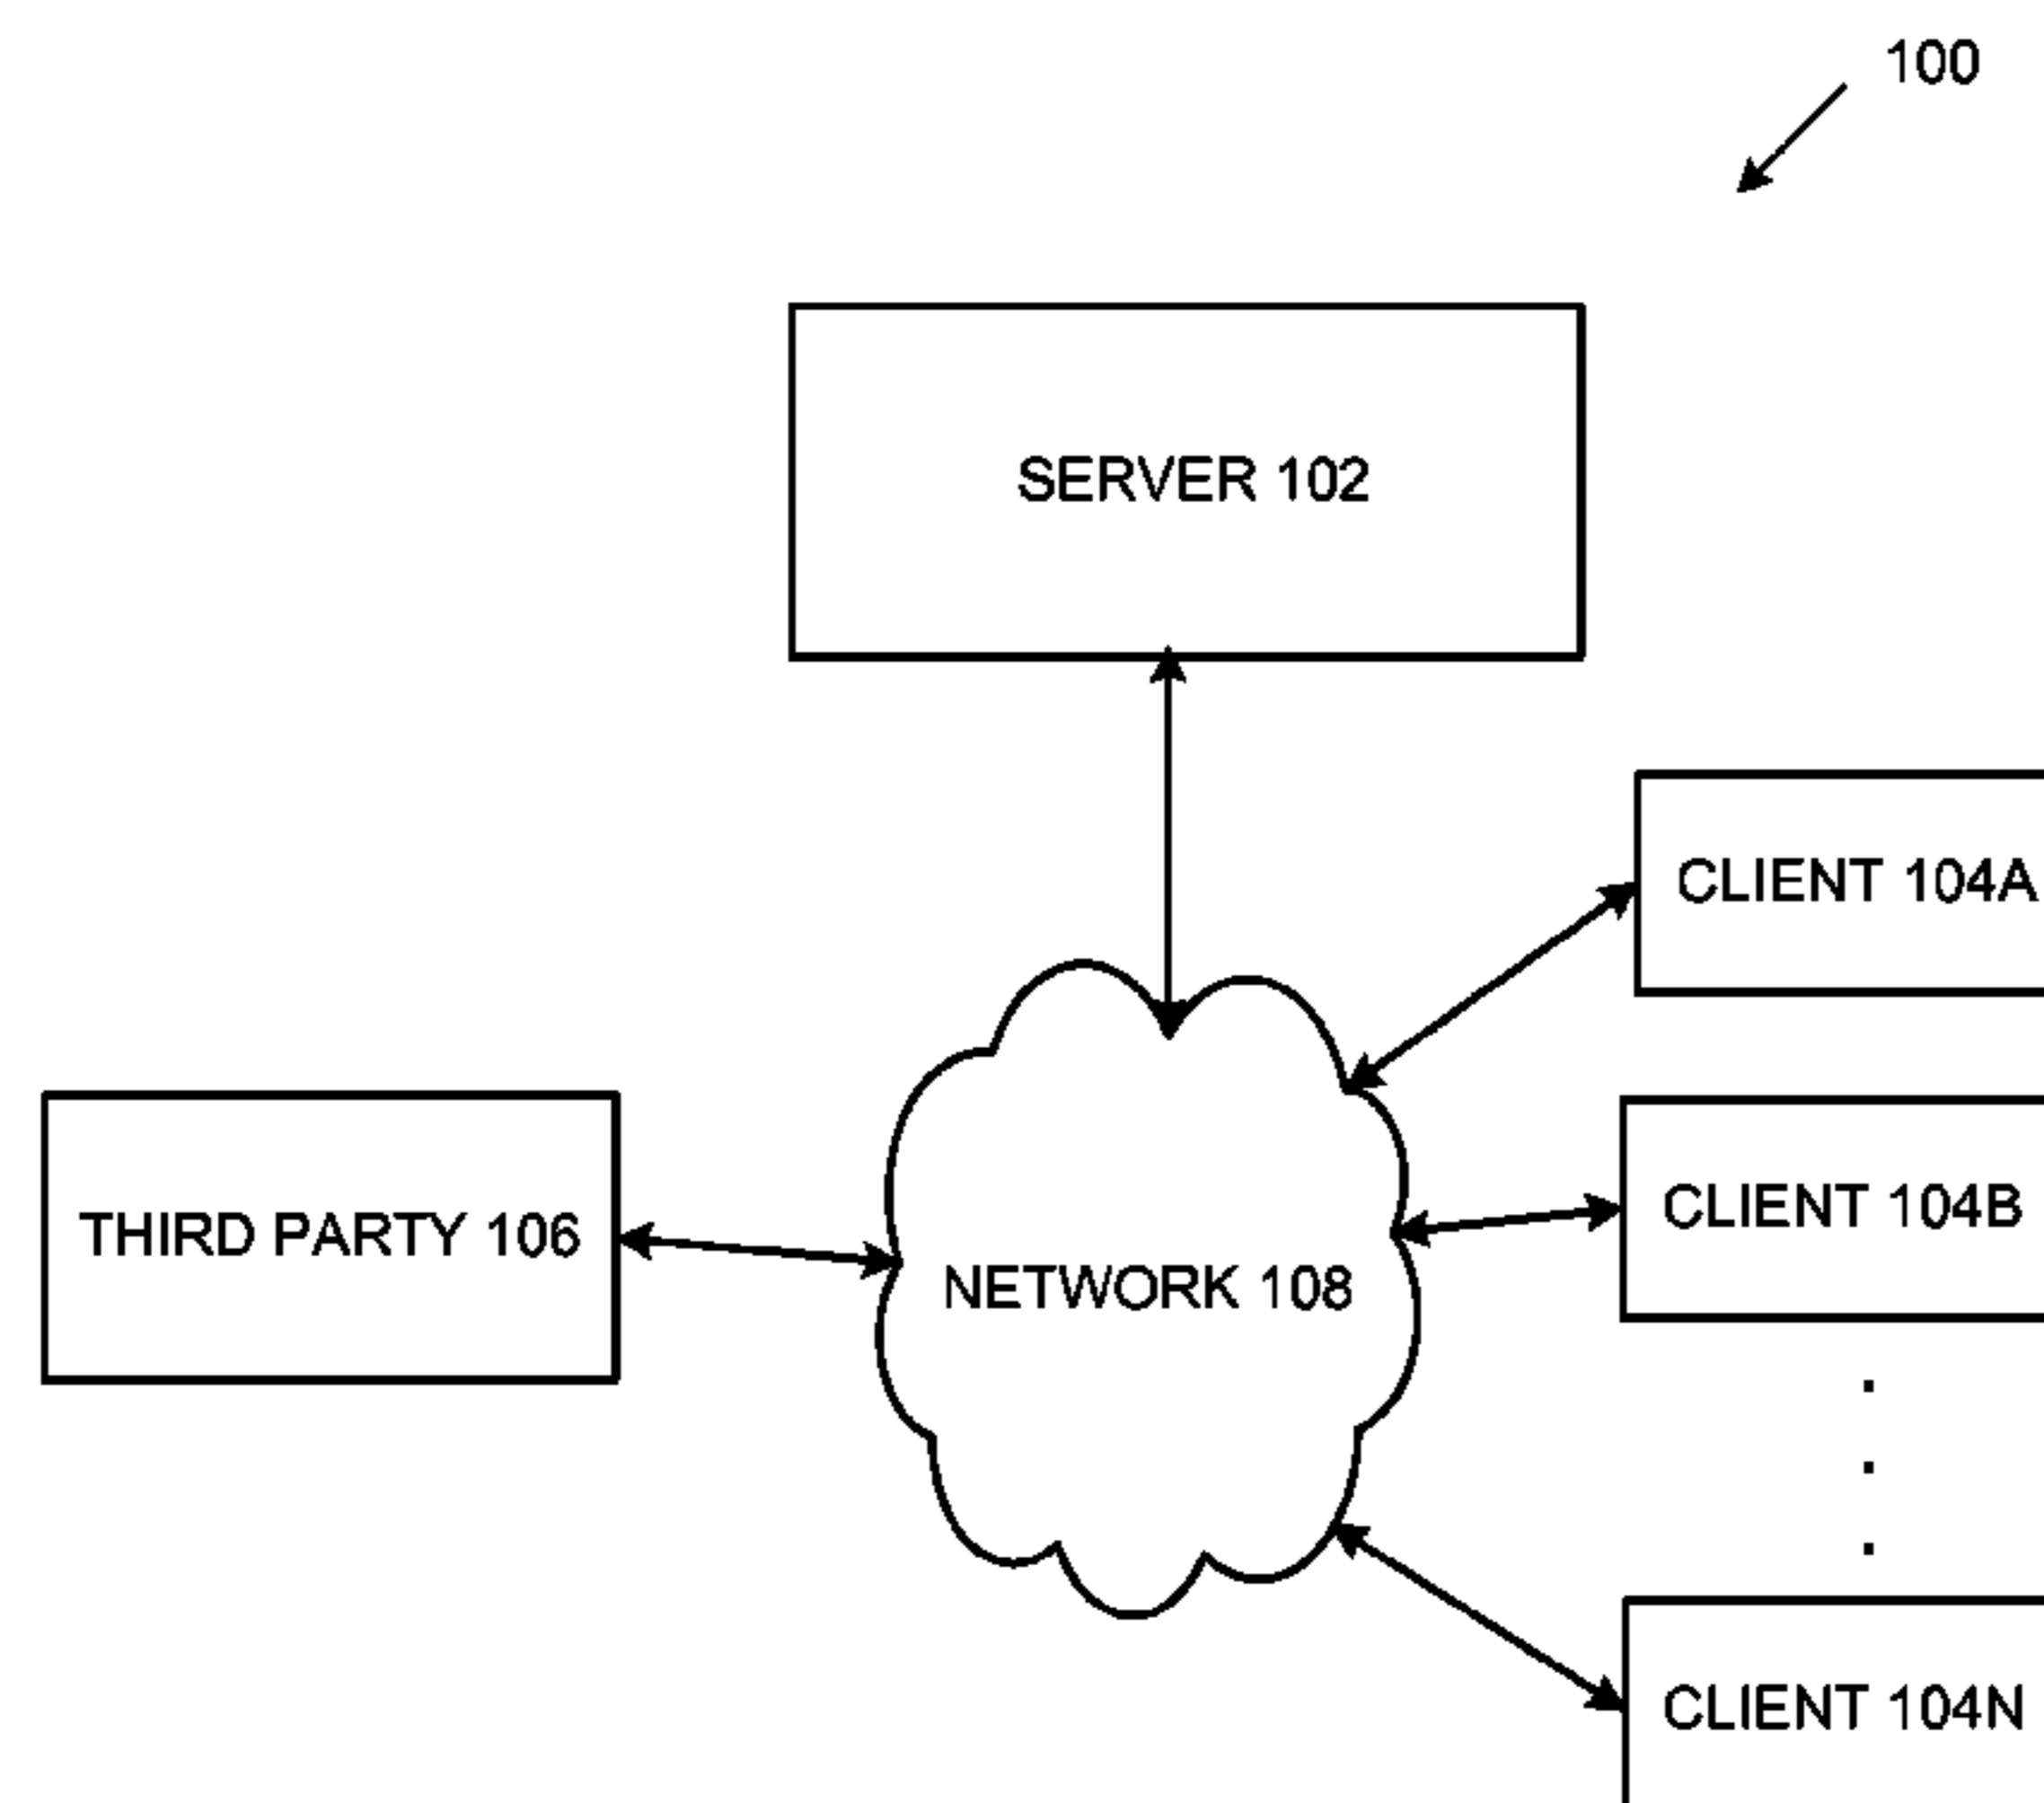 100
SERVER 102
CLIENT 104A
CLIENT 104B
THIRD PARTY 106
NETWORK 108
CLIENT 104N